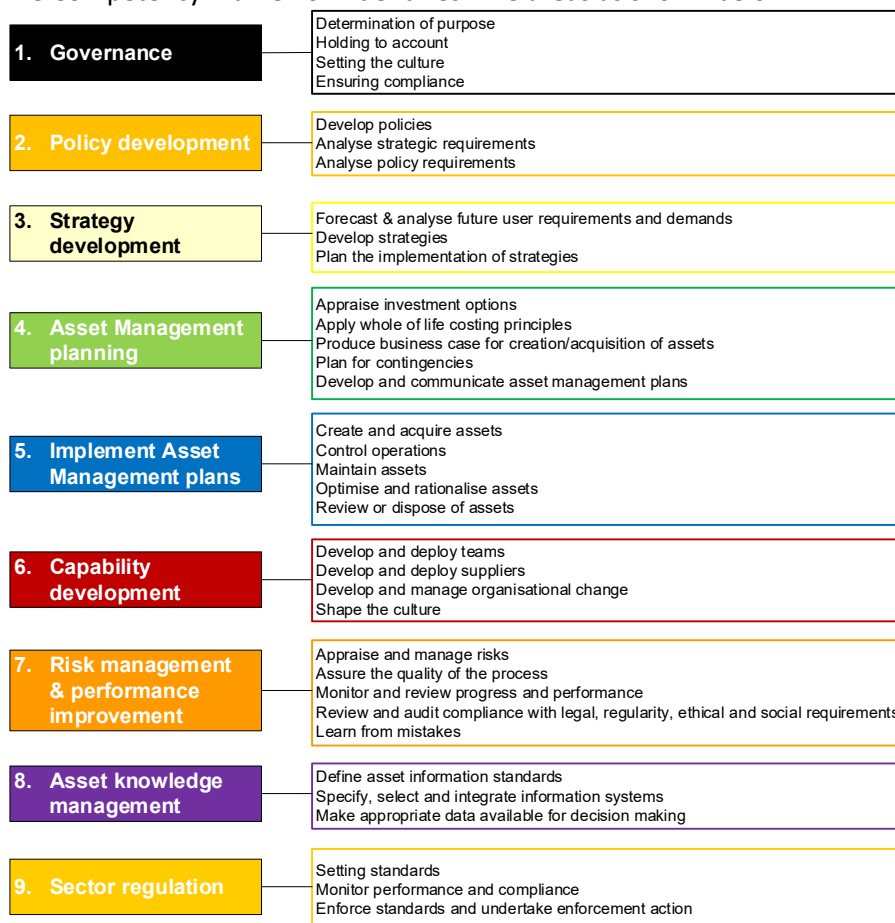 1. Governance
Determination of purpose
Holding to account
Setting the culture
Ensuring compliance
2. Policy development
Develop policies
Analyse strategic requirements
Analyse policy requirements
3. Strategy
development
Forecast & analyse future user requirements and demands
Develop strategies
Plan the implementation of strategies
4. Asset Management
planning
Appraise investment options
Apply whole of life costing principles
Produce business case for creation/acquisition of assets
Plan for contingencies
Develop and communicate asset management plans
5. Implement Asset
Management plans
Create and acquire assets
Control operations
Maintain assets
Optimise and rationalise assets
Review or dispose of assets
6. Capability
development
Develop and deploy teams
Develop and deploy suppliers
Develop and manage organisational change
Shape the culture
7. Risk management
& performance
improvement
Appraise and manage risks
Assure the quality of the process
Monitor and review progress and performance
Review and audit compliance with legal, regularity, ethical and social requirements
Learn from mistakes
8. Asset knowledge
management
Define asset information standards
Specify, select and integrate information systems
Make appropriate data available for decision making
9. Sector regulation
Setting standards
Monitor performance and compliance
Enforce standards and undertake enforcement action